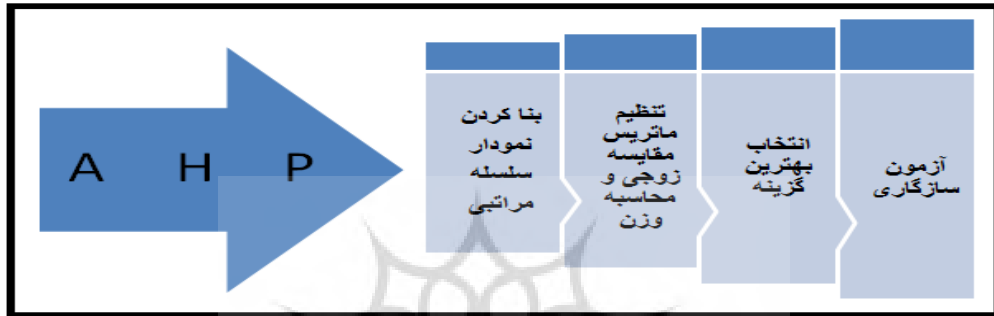 A H P
بنا کردن
نمودار
سلسله
مراتبی
تنظیم
ماتریس
مقایسه
زوجی و
محاسبه
وزن
انتخاب
بهترین
گزینه
آزمون
سازگاری